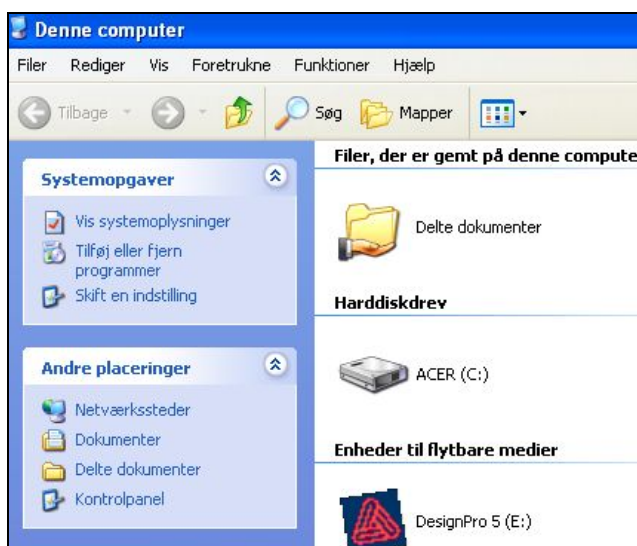 Denne computer
Filer Rediger Vis Foretrukne Funktioner Hjælp
Tilbage Søg Mapper
Systemopgaver
Vis systemoplysninger
Tilføj eller fjern
programmer
Skift en indstilling
Andre placeringer
Netværkssteder
Dokumenter
Delte dokumenter
Kontrolpanel
Filer, der er gemt på denne compute
Delte dokumenter
Harddiskdrev
ACER (C:)
Enheder til flytbare medier
DesignPro 5 (E:)